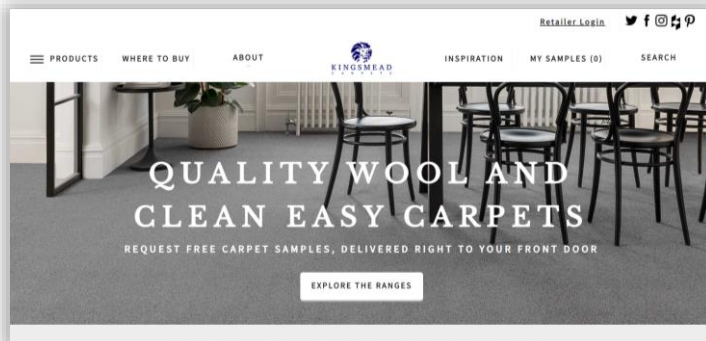 Retailer Login
PRODUCTS WHERE TO BUY ABOUT KINGSMEAD INSPIRATION MY SAMPLES (0) SEARCH
CARPETS
QUALITY WOOL AND
CLEAN EASY CARPETS
REQUEST FREE CARPET SAMPLES, DELIVERED RIGHT TO YOUR FRONT DOOR
EXPLORE THE RANGES